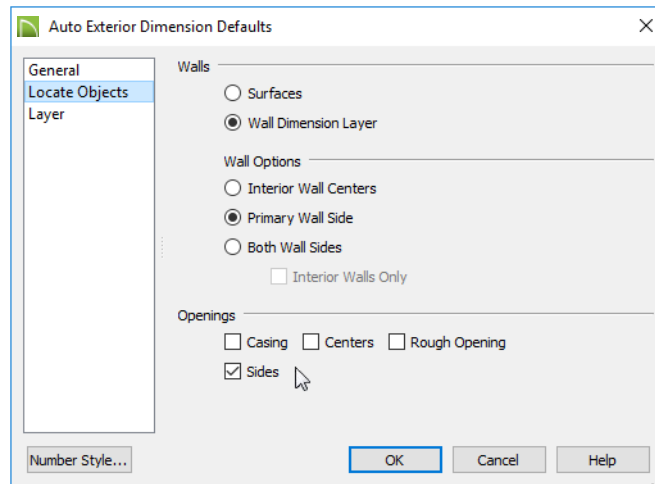 Auto Exterior Dimension Defaults
General
Locate Objects
Layer
Walls
Surfaces
Wall Dimension Layer
Wall Options
Interior Wall Centers
Primary Wall Side
Both Wall Sides
Interior Walls Only
Openings
Casing Centers Rough Opening
Sides
Number Style... OK Cancel Help